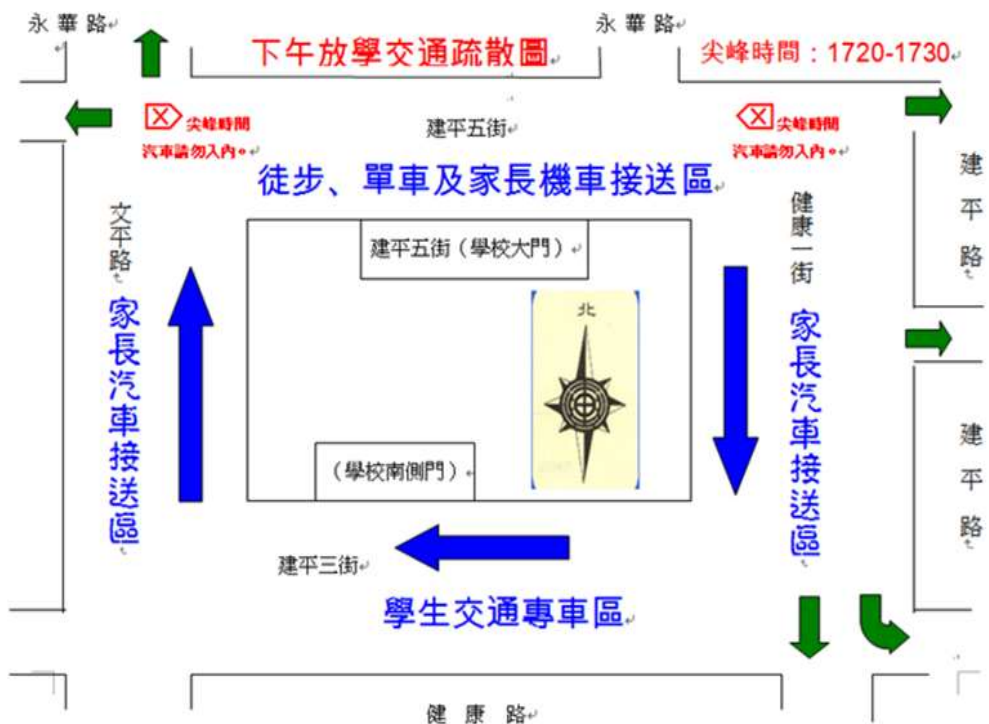 永華路
永華路
下午放學交通疏散圖
尖峰時間：1720-1730
尖峰時間
汽車請勿入內。
建平五街
尖峰時間
汽車請勿入內。
徒步、單車及家長機車接送區
建平路
文平路
建平五街（學校大門）
健康一街
北
家長汽車接送區
家長汽車接送區
建平路
（學校南側門）
建平三街
學生交通專車區
健康路